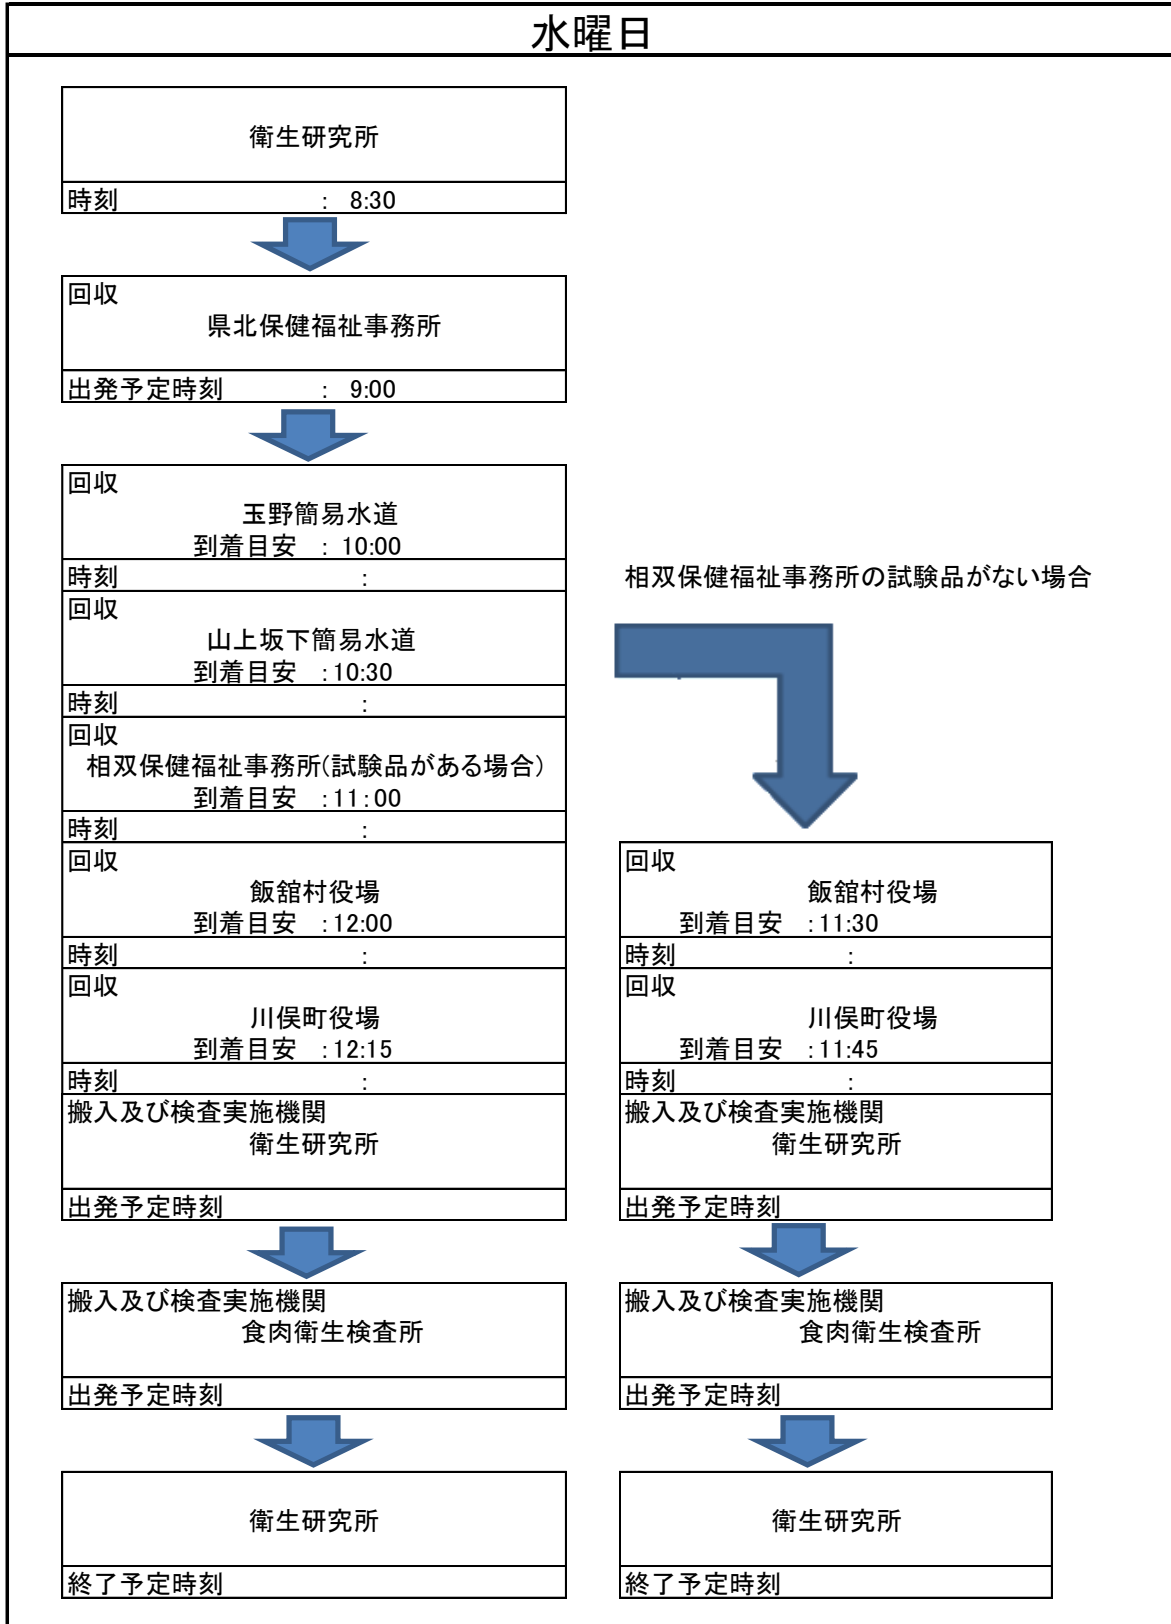 水曜日
衛生研究所
時刻 : 8:30
回収
県北保健福祉事務所
出発予定時刻 : 9:00
回収
玉野簡易水道
到着目安 : 10:00
時刻 :
回収
山上坂下簡易水道
到着目安 :10:30
時刻 :
回収
相双保健福祉事務所(試験品がある場合)
到着目安 :11:00
時刻 :
回収
飯舘村役場
到着目安 :12:00
時刻 :
回収
川俣町役場
到着目安 :12:15
時刻 :
搬入及び検査実施機関
衛生研究所
出発予定時刻
搬入及び検査実施機関
食肉衛生検査所
出発予定時刻
衛生研究所
終了予定時刻
相双保健福祉事務所の試験品がない場合
回収
飯舘村役場
到着目安 :11:30
時刻 :
回収
川俣町役場
到着目安 :11:45
時刻 :
搬入及び検査実施機関
衛生研究所
出発予定時刻
搬入及び検査実施機関
食肉衛生検査所
出発予定時刻
衛生研究所
終了予定時刻